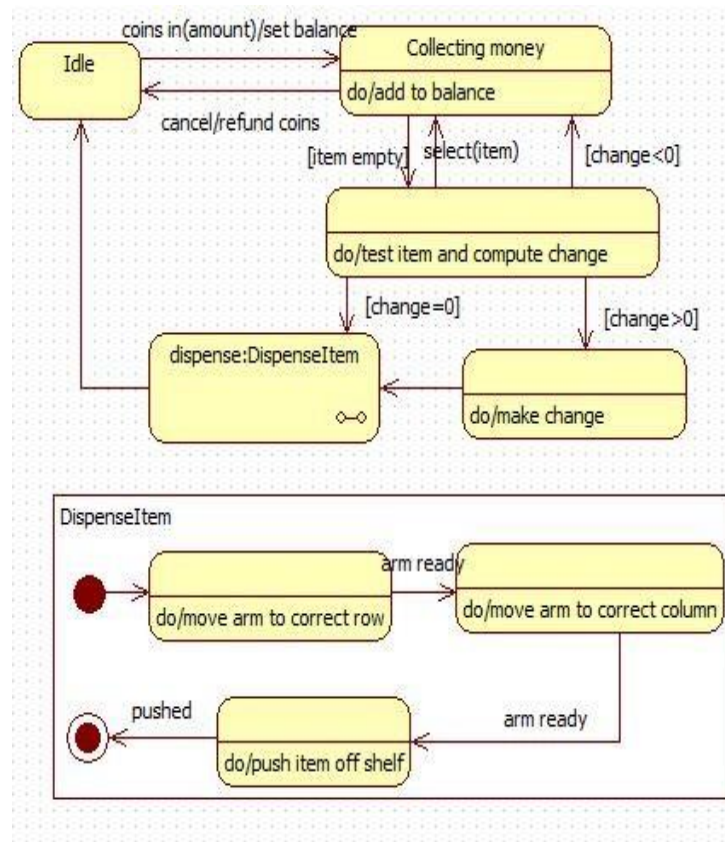 coins in(amount)/set balance
Idle
Collecting money
do/add to balance
cancel/refund coins
[item empty]
select(item)
[change<0]
do/test item and compute change
[change=0]
[change>0]
dispense:DispenseItem
do/make change
DispenseItem
arm ready
do/move arm to correct row
do/move arm to correct column
pushed
arm ready
do/push item off shelf